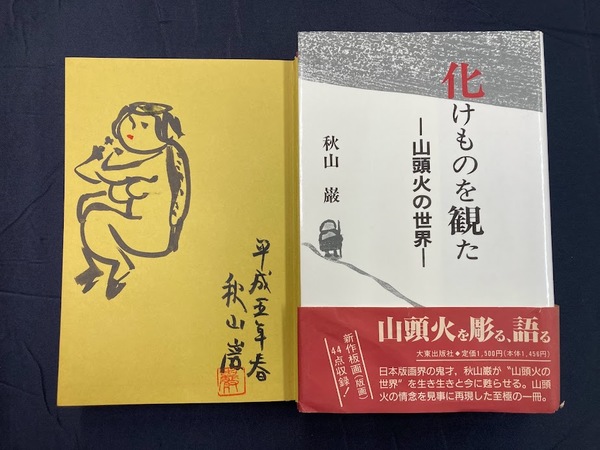 平成五年春
秋山巌
化けものを観た
―山頭火の世界―
秋山 巌
山頭火を彫る、語る
大東出版社◆定価1,500円(本体1,456円)
新作板画(版画)
44点収録!
日本版画界の鬼才，秋山巌が“山頭火の
世界”を生き生きと今に甦らせる。山頭
火の情念を見事に再現した至極の一冊。